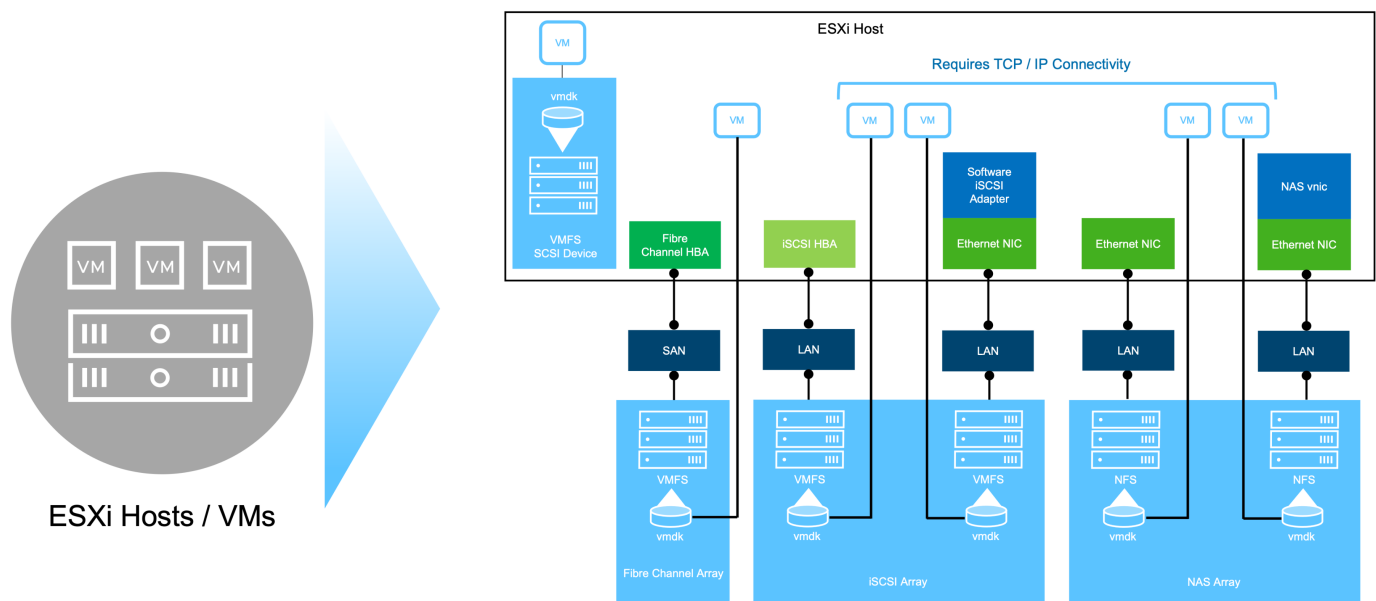 VM
VM
VM
ESXi Hosts / VMs
ESXi Host
VM
vmdk
VMFS
SCSI Device
Requires TCP / IP Connectivity
VM
VM
VM
VM
VM
Fibre
Channel HBA
iSCSI HBA
Software
iSCSI
Adapter
Ethernet NIC
Ethernet NIC
NAS vnic
Ethernet NIC
SAN
LAN
LAN
LAN
LAN
VMFS
vmdk
Fibre Channel Array
VMFS
vmdk
VMFS
vmdk
iSCSI Array
NFS
vmdk
NFS
vmdk
NAS Array